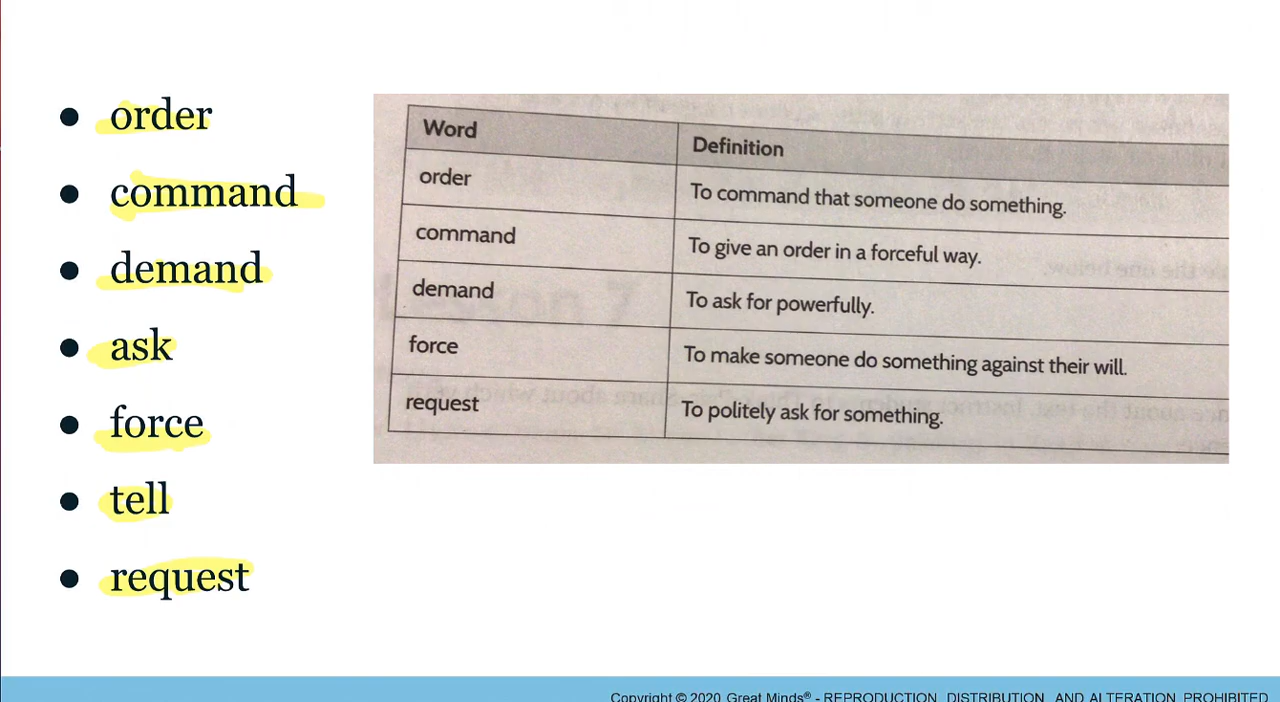 • order
• command
• demand
• ask
• force
• tell
• request
Word Definition
order To command that someone do something.
command To give an order in a forceful way.
demand To ask for powerfully.
force To make someone do something against their will.
request To politely ask for something.
Copyright © 2020 Great Minds® - REPRODUCTION, DISTRIBUTION, AND ALTERATION PROHIBITED